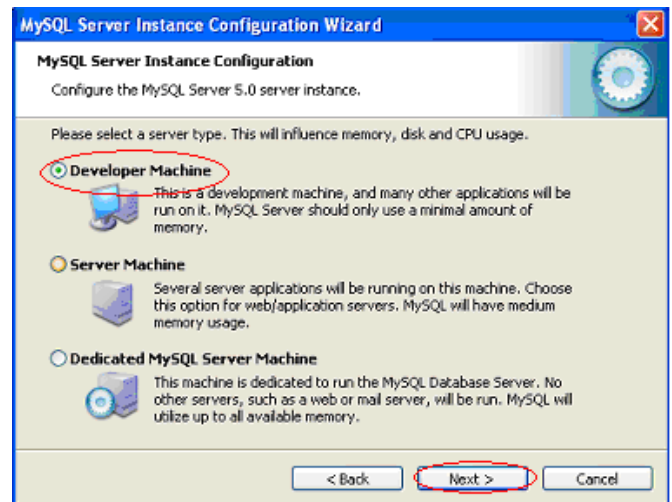 MySQL Server Instance Configuration Wizard
MySQL Server Instance Configuration
Configure the MySQL Server 5.0 server instance.
Please select a server type. This will influence memory, disk and CPU usage.
Developer Machine
This is a development machine, and many other applications will be
run on it. MySQL Server should only use a minimal amount of
memory.
Server Machine
Several server applications will be running on this machine. Choose
this option for web/application servers. MySQL will have medium
memory usage.
Dedicated MySQL Server Machine
This machine is dedicated to run the MySQL Database Server. No
other servers, such as a web or mail server, will be run. MySQL will
utilize up to all available memory.
< Back Next > Cancel